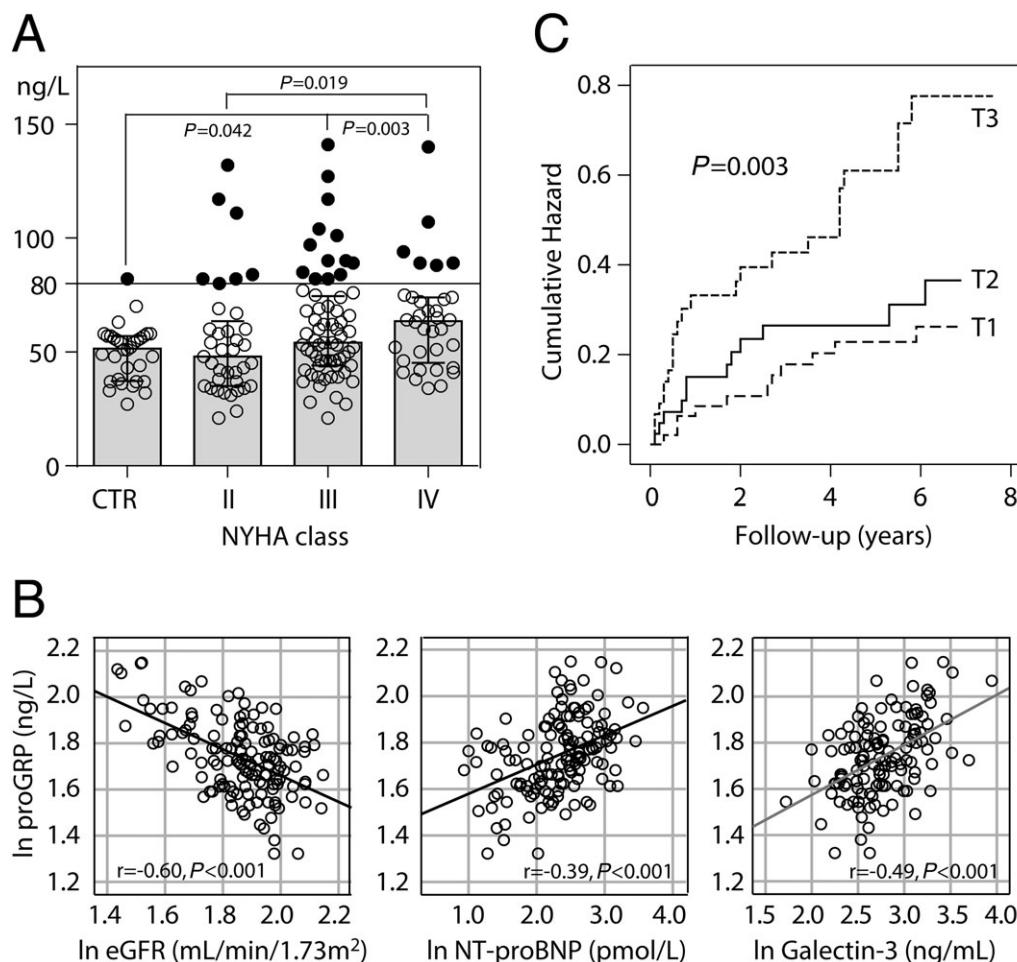 A
ng/L
P=0.019
150
P=0.042
P=0.003
100
80
50
0
CTR
II
III
IV
NYHA class
C
0.8
T3
P=0.003
0.6
Cumulative Hazard
0.4
T2
T1
0.2
0.0
0
2
4
6
8
Follow-up (years)
B
ln proGRP (ng/L)
2.2
2.0
1.8
1.6
1.4
1.2
r=-0.60, P<0.001
1.4
1.6
1.8
2.0
2.2
ln eGFR (mL/min/1.73m²)
2.2
2.0
1.8
1.6
1.4
1.2
r=-0.39, P<0.001
1.0
2.0
3.0
4.0
ln NT-proBNP (pmol/L)
2.2
2.0
1.8
1.6
1.4
1.2
r=-0.49, P<0.001
1.5
2.0
2.5
3.0
3.5
4.0
ln Galectin-3 (ng/mL)